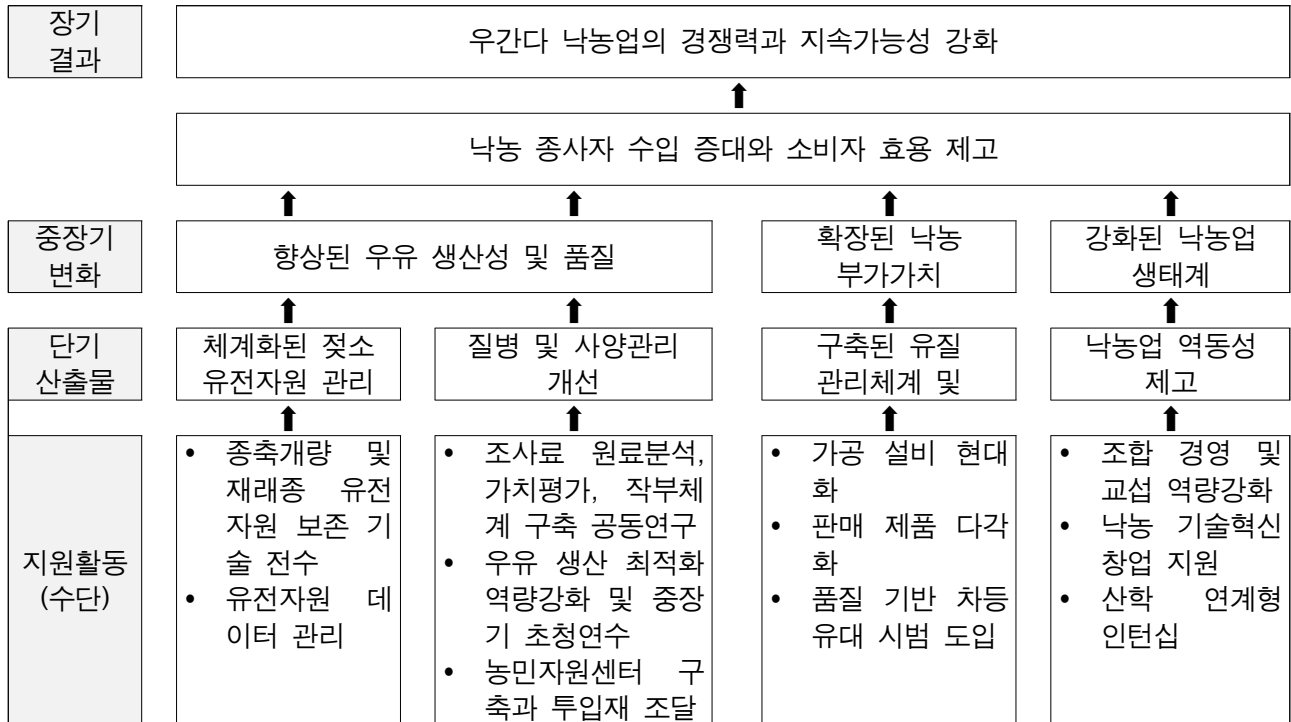 장기
결과
우간다 낙농업의 경쟁력과 지속가능성 강화
낙농 종사자 수입 증대와 소비자 효용 제고
중장기
변화
향상된 우유 생산성 및 품질
확장된 낙농
부가가치
강화된 낙농업
생태계
단기
산출물
체계화된 젖소
유전자원 관리
질병 및 사양관리
개선
구축된 유질
관리체계 및
낙농업 역동성
제고
지원활동
(수단)
• 종축개량 및
재래종 유전
자원 보존 기
술 전수
• 유전자원 데
이터 관리
• 조사료 원료분석,
가치평가, 작부체
계 구축 공동연구
• 우유 생산 최적화
역량강화 및 중장
기 초청연수
• 농민자원센터 구
축과 투입재 조달
• 가공 설비 현대
화
• 판매 제품 다각
화
• 품질 기반 차등
유대 시범 도입
• 조합 경영 및
교섭 역량강화
• 낙농 기술혁신
창업 지원
• 산학 연계형
인턴십